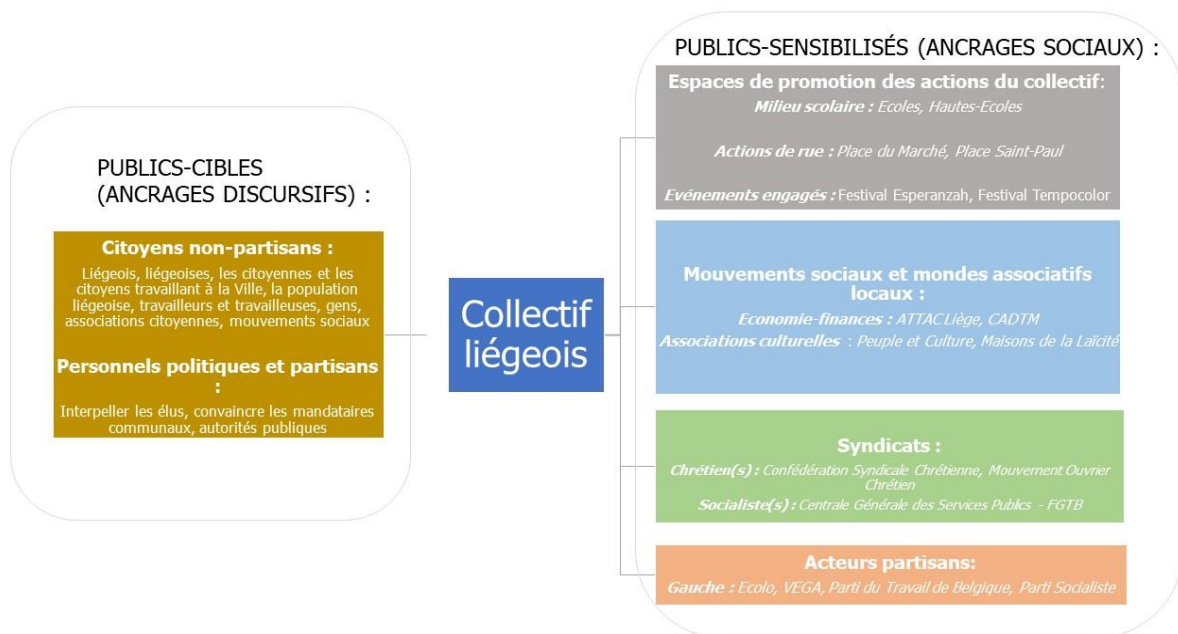 PUBLICS-CIBLES
(ANCRAGES DISCURSIFS) :
Citoyens non-partisans :
Liégeois, liégeoises, les citoyennes et les
citoyens travaillant à la Ville, la population
liégeoise, travailleurs et travailleuses, gens,
associations citoyennes, mouvements sociaux
Personnels politiques et partisans
:
Interpeller les élus, convaincre les mandataires
communaux, autorités publiques
Collectif
liégeois
PUBLICS-SENSIBILISÉS (ANCRAGES SOCIAUX) :
Espaces de promotion des actions du collectif:
Milieu scolaire : Ecoles, Hautes-Ecoles
Actions de rue : Place du Marché, Place Saint-Paul
Evénements engagés : Festival Esperanzah, Festival Tempocolor
Mouvements sociaux et mondes associatifs
locaux :
Economie-finances : ATTAC Liège, CADTM
Associations culturelles : Peuple et Culture, Maisons de la Laïcité
Syndicats :
Chrétien(s) : Confédération Syndicale Chrétienne, Mouvement Ouvrier
Chrétien
Socialiste(s) : Centrale Générale des Services Publics - FGTB
Acteurs partisans:
Gauche : Ecolo, VEGA, Parti du Travail de Belgique, Parti Socialiste